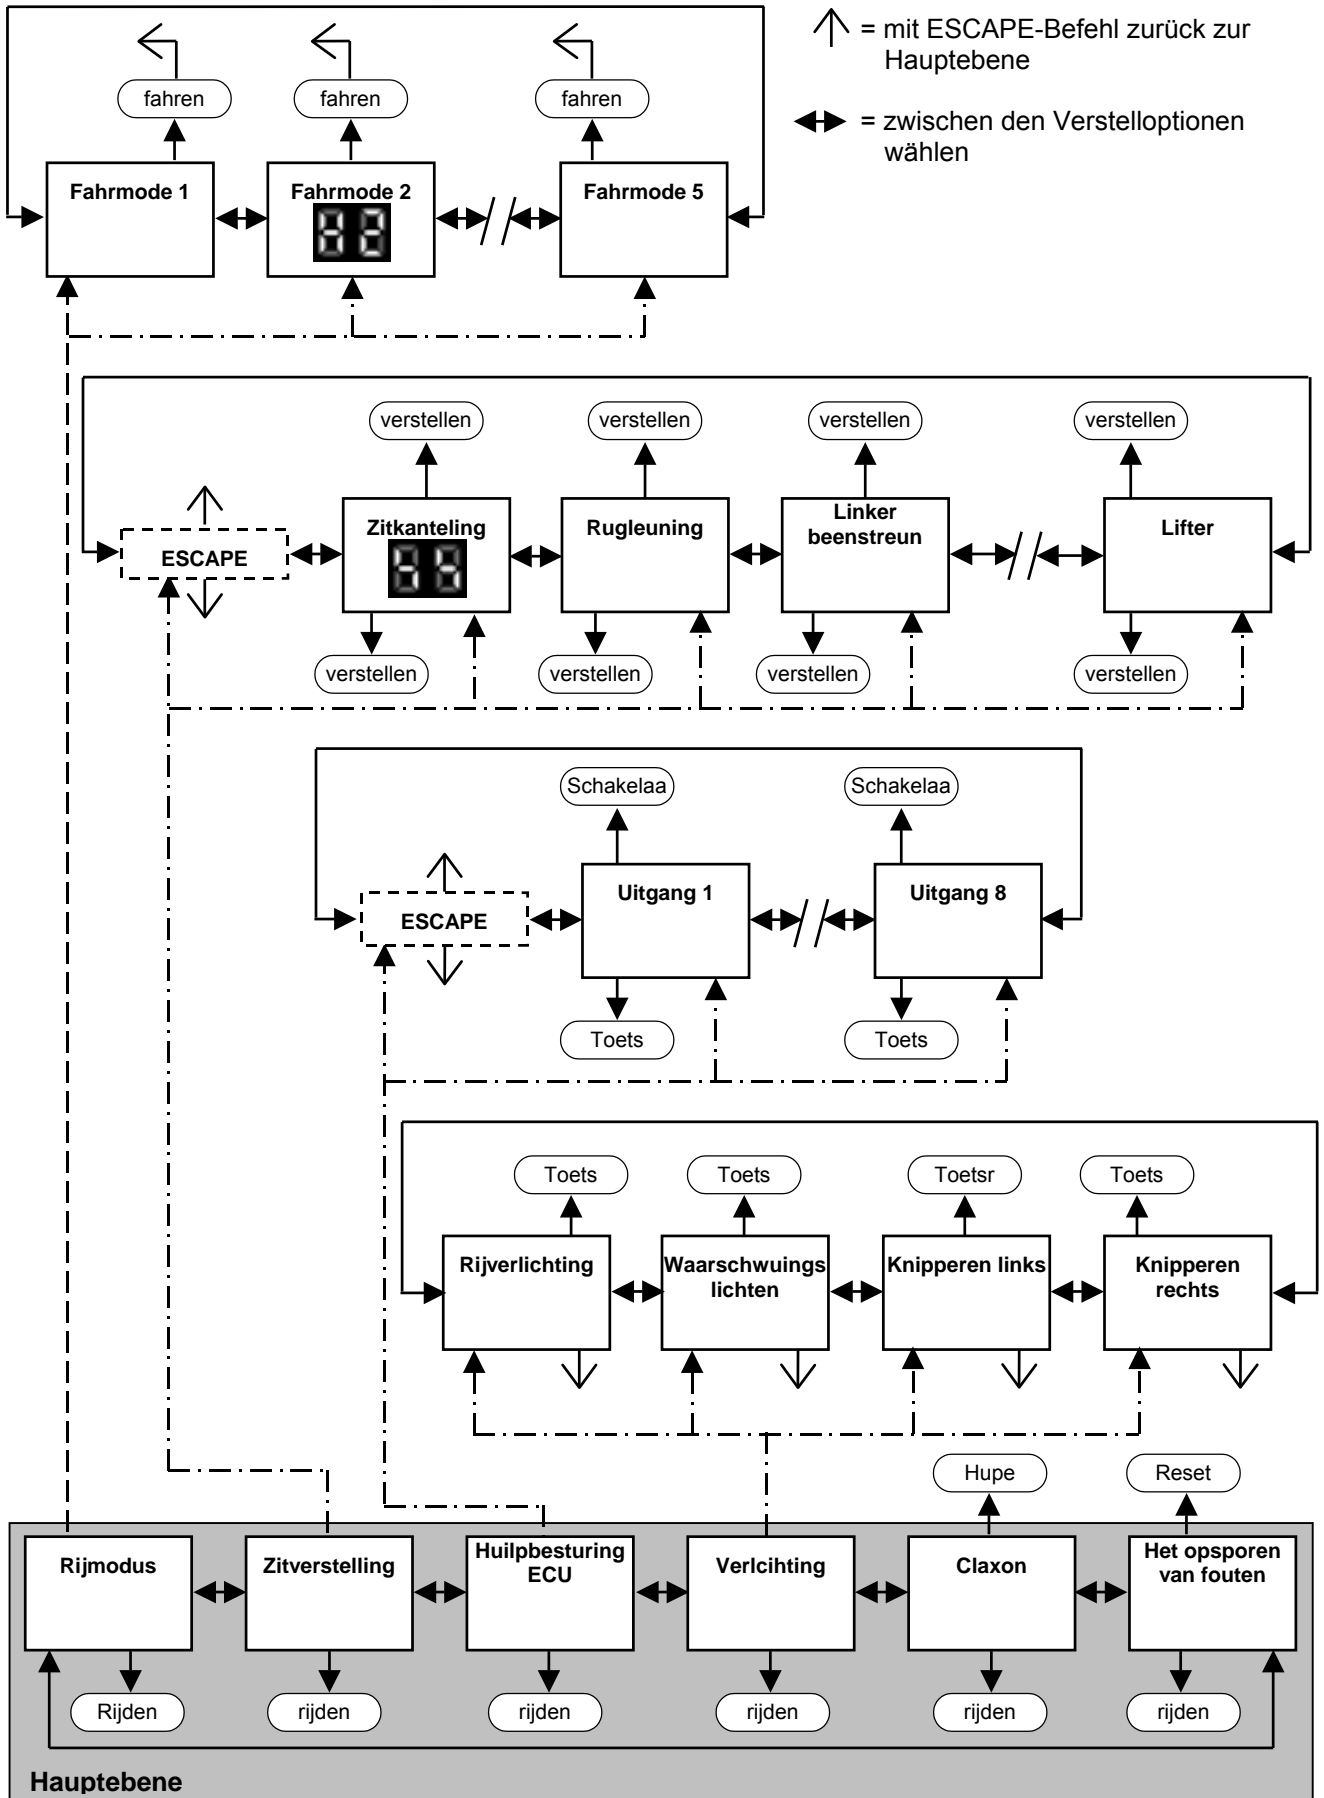 = mit ESCAPE-Befehl zurück zur
Hauptebene
= zwischen den Verstelloptionen
wählen
fahren
fahren
fahren
Fahrmode 1
Fahrmode 2
Fahrmode 5
verstellen
verstellen
verstellen
verstellen
ESCAPE
Zitkanteling
Rugleuning
Linker
beenstreun
Lifter
verstellen
verstellen
verstellen
verstellen
Schakelaa
Schakelaa
ESCAPE
Uitgang 1
Uitgang 8
Toets
Toets
Toets
Toets
Toetsr
Toets
Rijverlichting
Waarschwuings
lichten
Knipperen links
Knipperen
rechts
Hupe
Reset
Rijmodus
Zitverstelling
Huilpbesturing
ECU
Verlcihting
Claxon
Het opsporen
van fouten
Rijden
rijden
rijden
rijden
rijden
rijden
Hauptebene